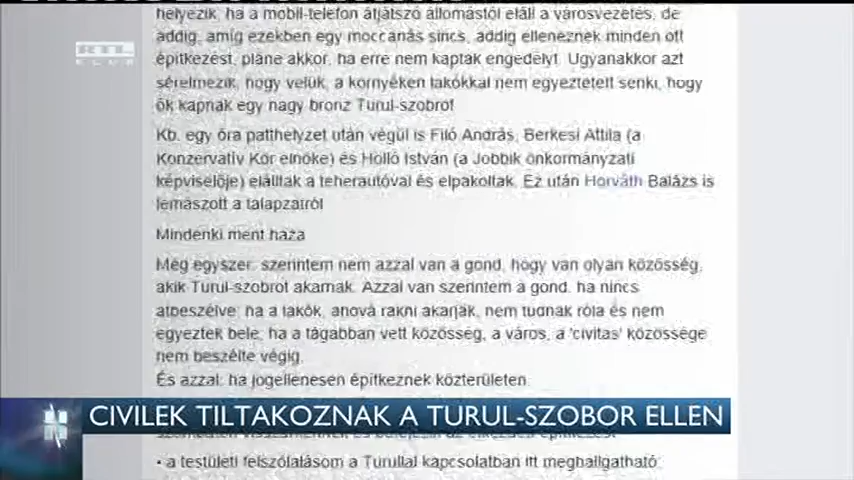 helyezik, ha a mobil-telefon átjátszó állomástól eláll a városvezetés, de
addig, amíg ezekben egy moccanás sincs, addig elleneznek minden ott
építkezést, pláne akkor, ha erre nem kaptak engedélyt. Ugyanakkor azt
sérelmezik, hogy velük, a környéken lakókkal nem egyeztetett senki, hogy
ők kapnak egy nagy bronz Turul-szobrot
RTL
KLUB
Kb. egy óra patthelyzet után végül is Filó András, Berkesi Attila (a
Konzervatív Kör elnöke) és Holló István (a Jobbik önkormányzati
képviselője) elálltak a teherautóval és elpakoltak. Ez után Horváth Balázs is
lemászott a talapzatról
Mindenki ment haza
Még egyszer: szerintem nem azzal van a gond, hogy van olyan közösség,
akik Turul-szobrot akarnak. Azzal van szerintem a gond, ha nincs
átbeszélve, ha a lakók, ahová rakni akarják, nem tudnak róla és nem
egyeztek bele, ha a tágabban vett közösség, a város, a 'civitas' közössége
nem beszélte végig.
És azzal, ha jogellenesen építkeznek közterületen.
CIVILEK TILTAKOZNAK A TURUL-SZOBOR ELLEN
• a testületi felszólalásom a Turullal kapcsolatban itt meghallgatható: